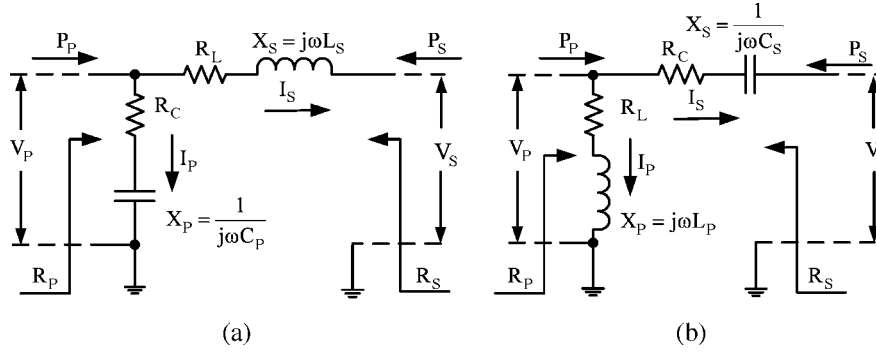 P_P
R_L
X_S = jωL_S
P_S
I_S
R_C
V_P
I_P
V_S
X_P = 1/jωC_P
R_P
R_S
(a)
X_S = 1/jωC_S
P_P
R_C
P_S
I_S
R_L
V_P
I_P
V
X_P = jωL_P
R_P
R_S
(b)